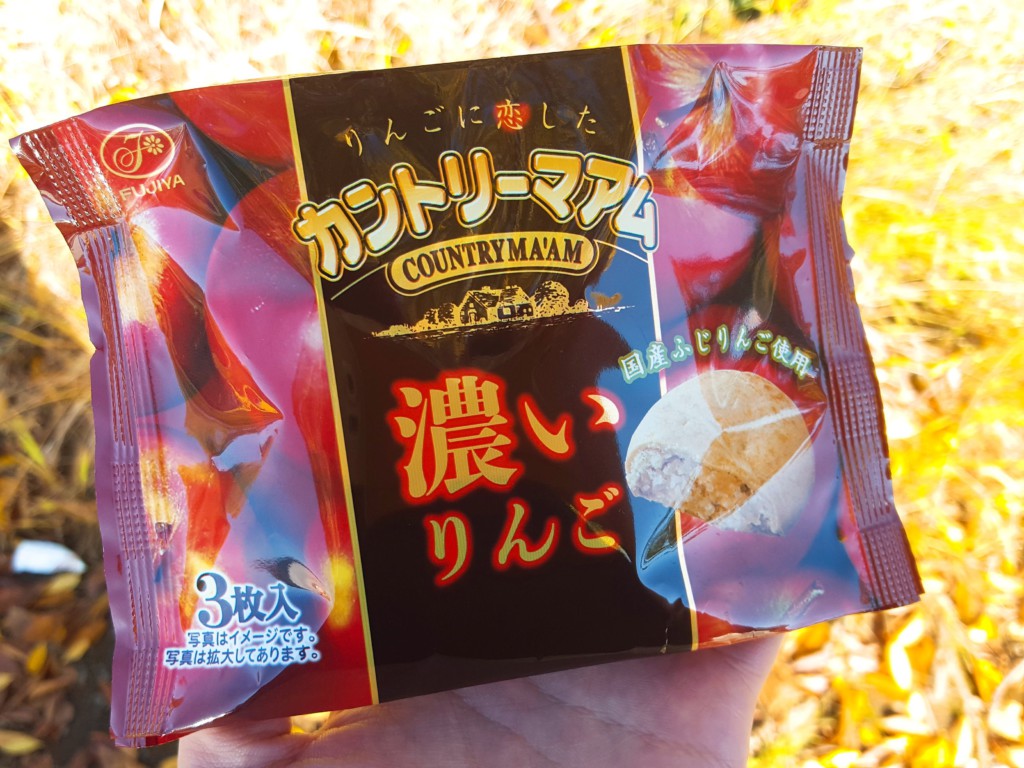 りんごに恋した
カントリーマアム
COUNTRY MA'AM
FUJIYA
濃い
りんご
国産ふじりんご使用
3枚入
写真はイメージです。
写真は拡大してあります。